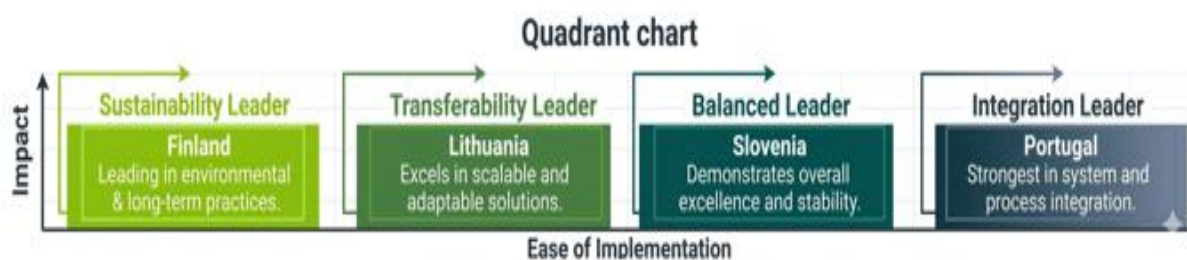 Quadrant chart
Impact
Sustainability Leader
Finland
Leading in environmental
& long-term practices.
Transferability Leader
Lithuania
Excels in scalable and
adaptable solutions.
Balanced Leader
Slovenia
Demonstrates overall
excellence and stability.
Integration Leader
Portugal
Strongest in system and
process integration.
Ease of Implementation